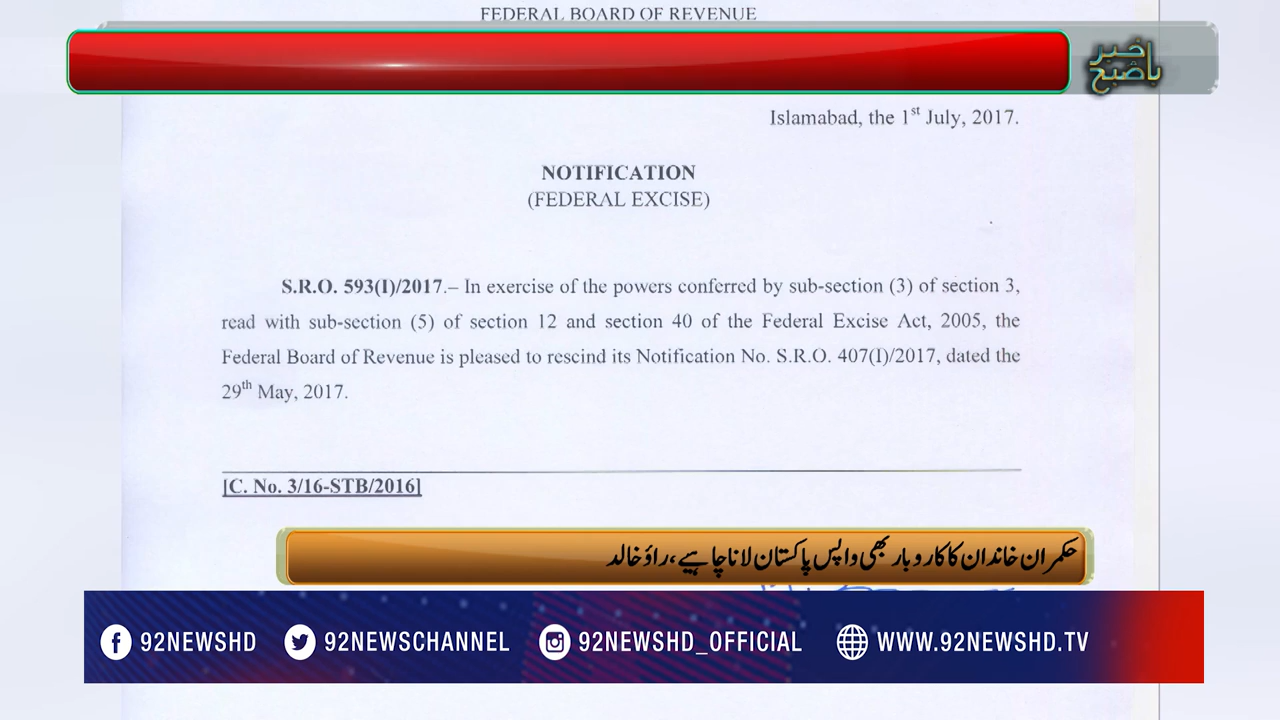 FEDERAL BOARD OF REVENUE
باخبر صبح
Islamabad, the 1st July, 2017.
NOTIFICATION
(FEDERAL EXCISE)
S.R.O. 593(I)/2017.– In exercise of the powers conferred by sub-section (3) of section 3,
read with sub-section (5) of section 12 and section 40 of the Federal Excise Act, 2005, the
Federal Board of Revenue is pleased to rescind its Notification No. S.R.O. 407(I)/2017, dated the
29th May, 2017.
[C. No. 3/16-STB/2016]
حکمران خاندان کا کاروبار بھی واپس پاکستان لانا چاہیے، راؤ خالد
92NEWSHD 92NEWSCHANNEL 92NEWSHD_OFFICIAL WWW.92NEWSHD.TV